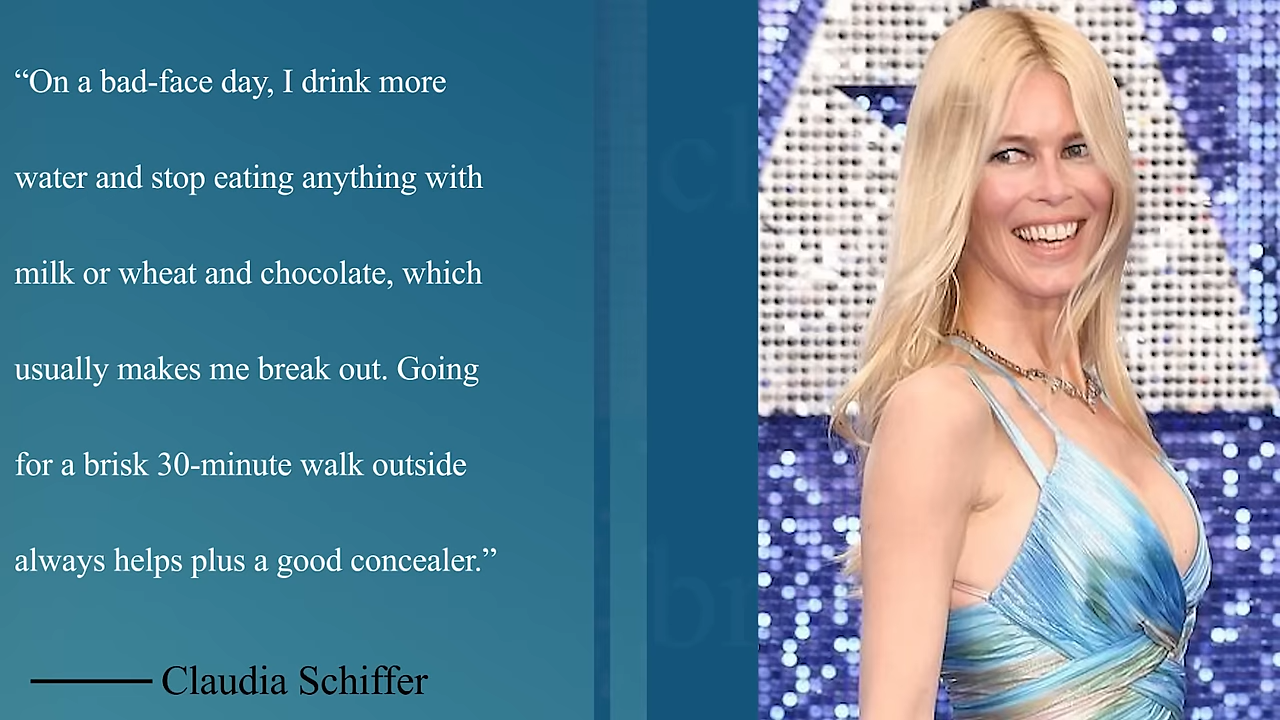 “On a bad-face day, I drink more
water and stop eating anything with
milk or wheat and chocolate, which
usually makes me break out. Going
for a brisk 30-minute walk outside
always helps plus a good concealer.”
Claudia Schiffer